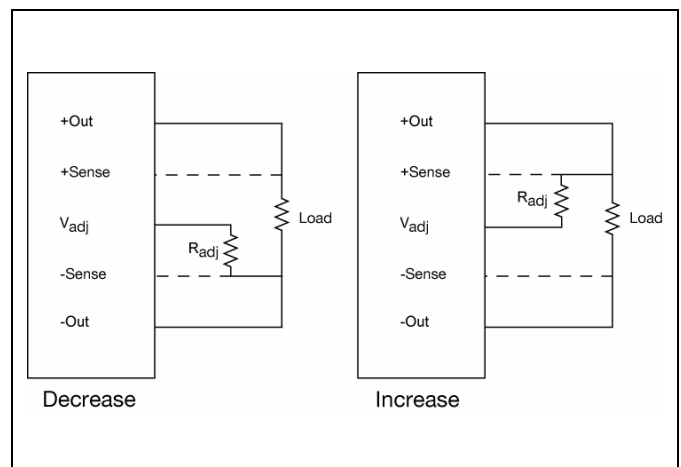 +Out
+Sense
Vadj
-Sense
-Out
Radj
Load
Decrease
+Out
+Sense
Vadj
-Sense
-Out
Radj
Load
Increase